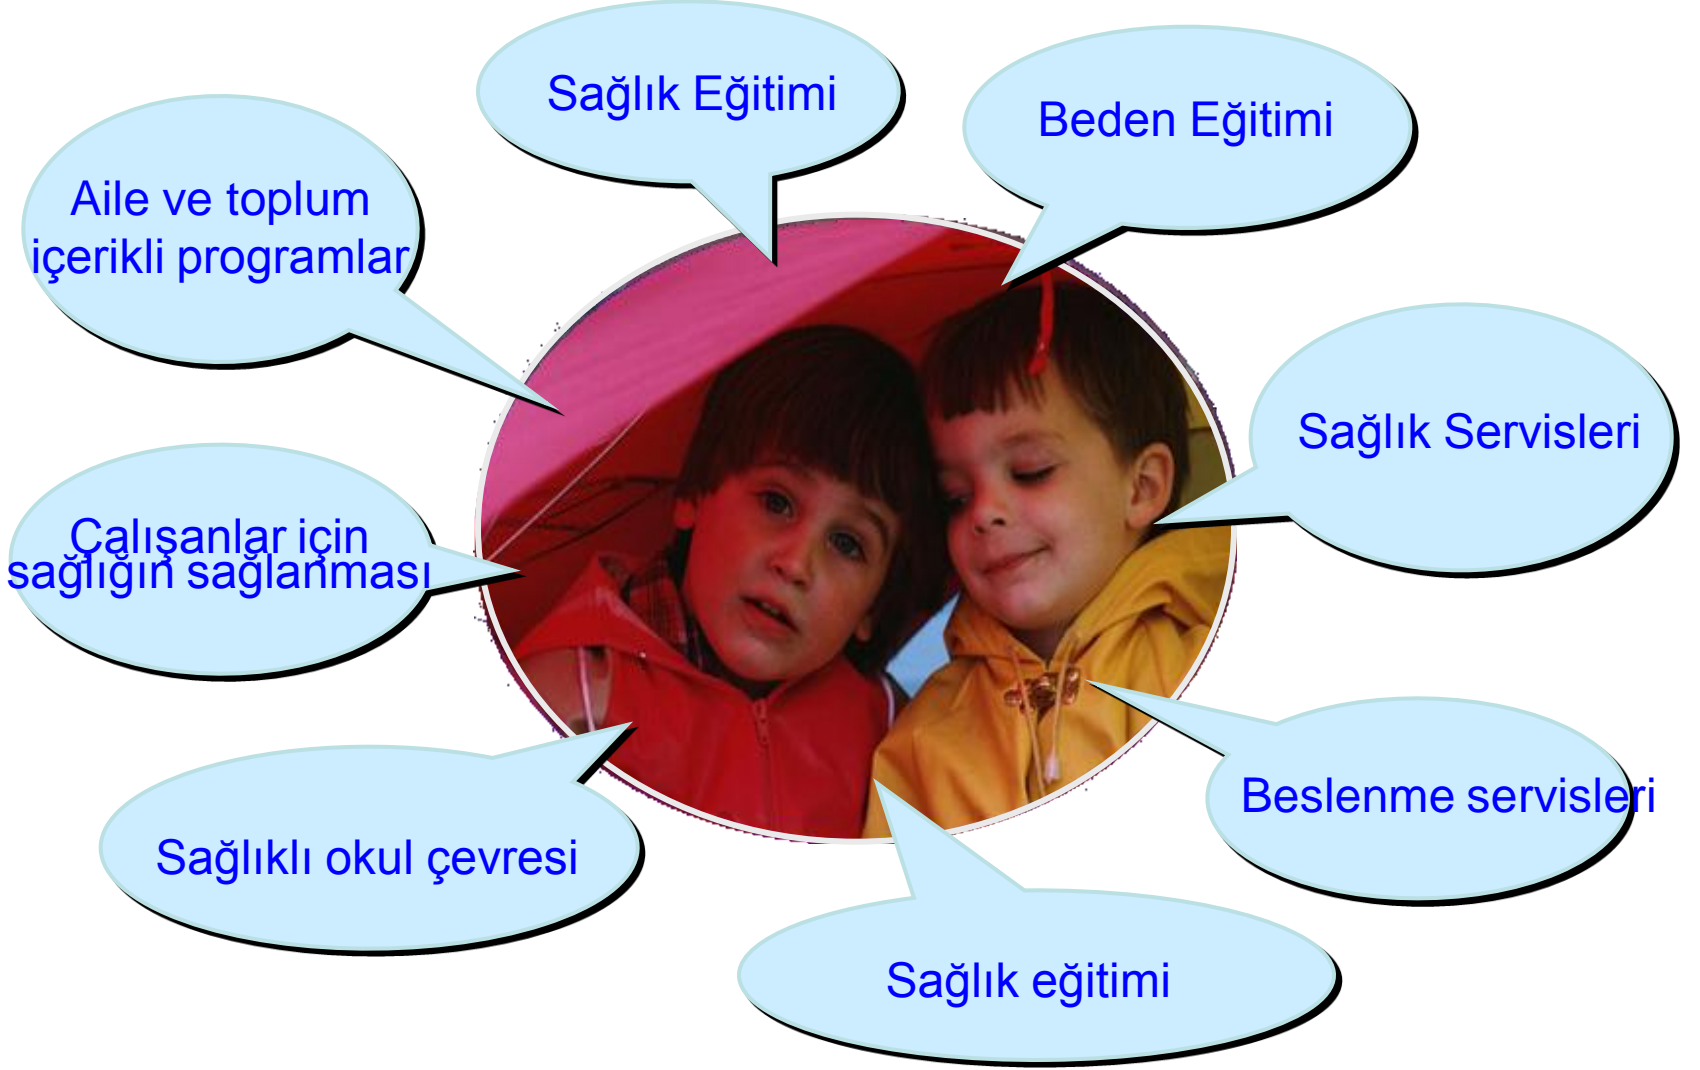 Sağlık Eğitimi
Beden Eğitimi
Aile ve toplum
içerikli programlar
Sağlık Servisleri
Çalışanlar için
sağlığın sağlanması
Beslenme servisleri
Sağlıklı okul çevresi
Sağlık eğitimi